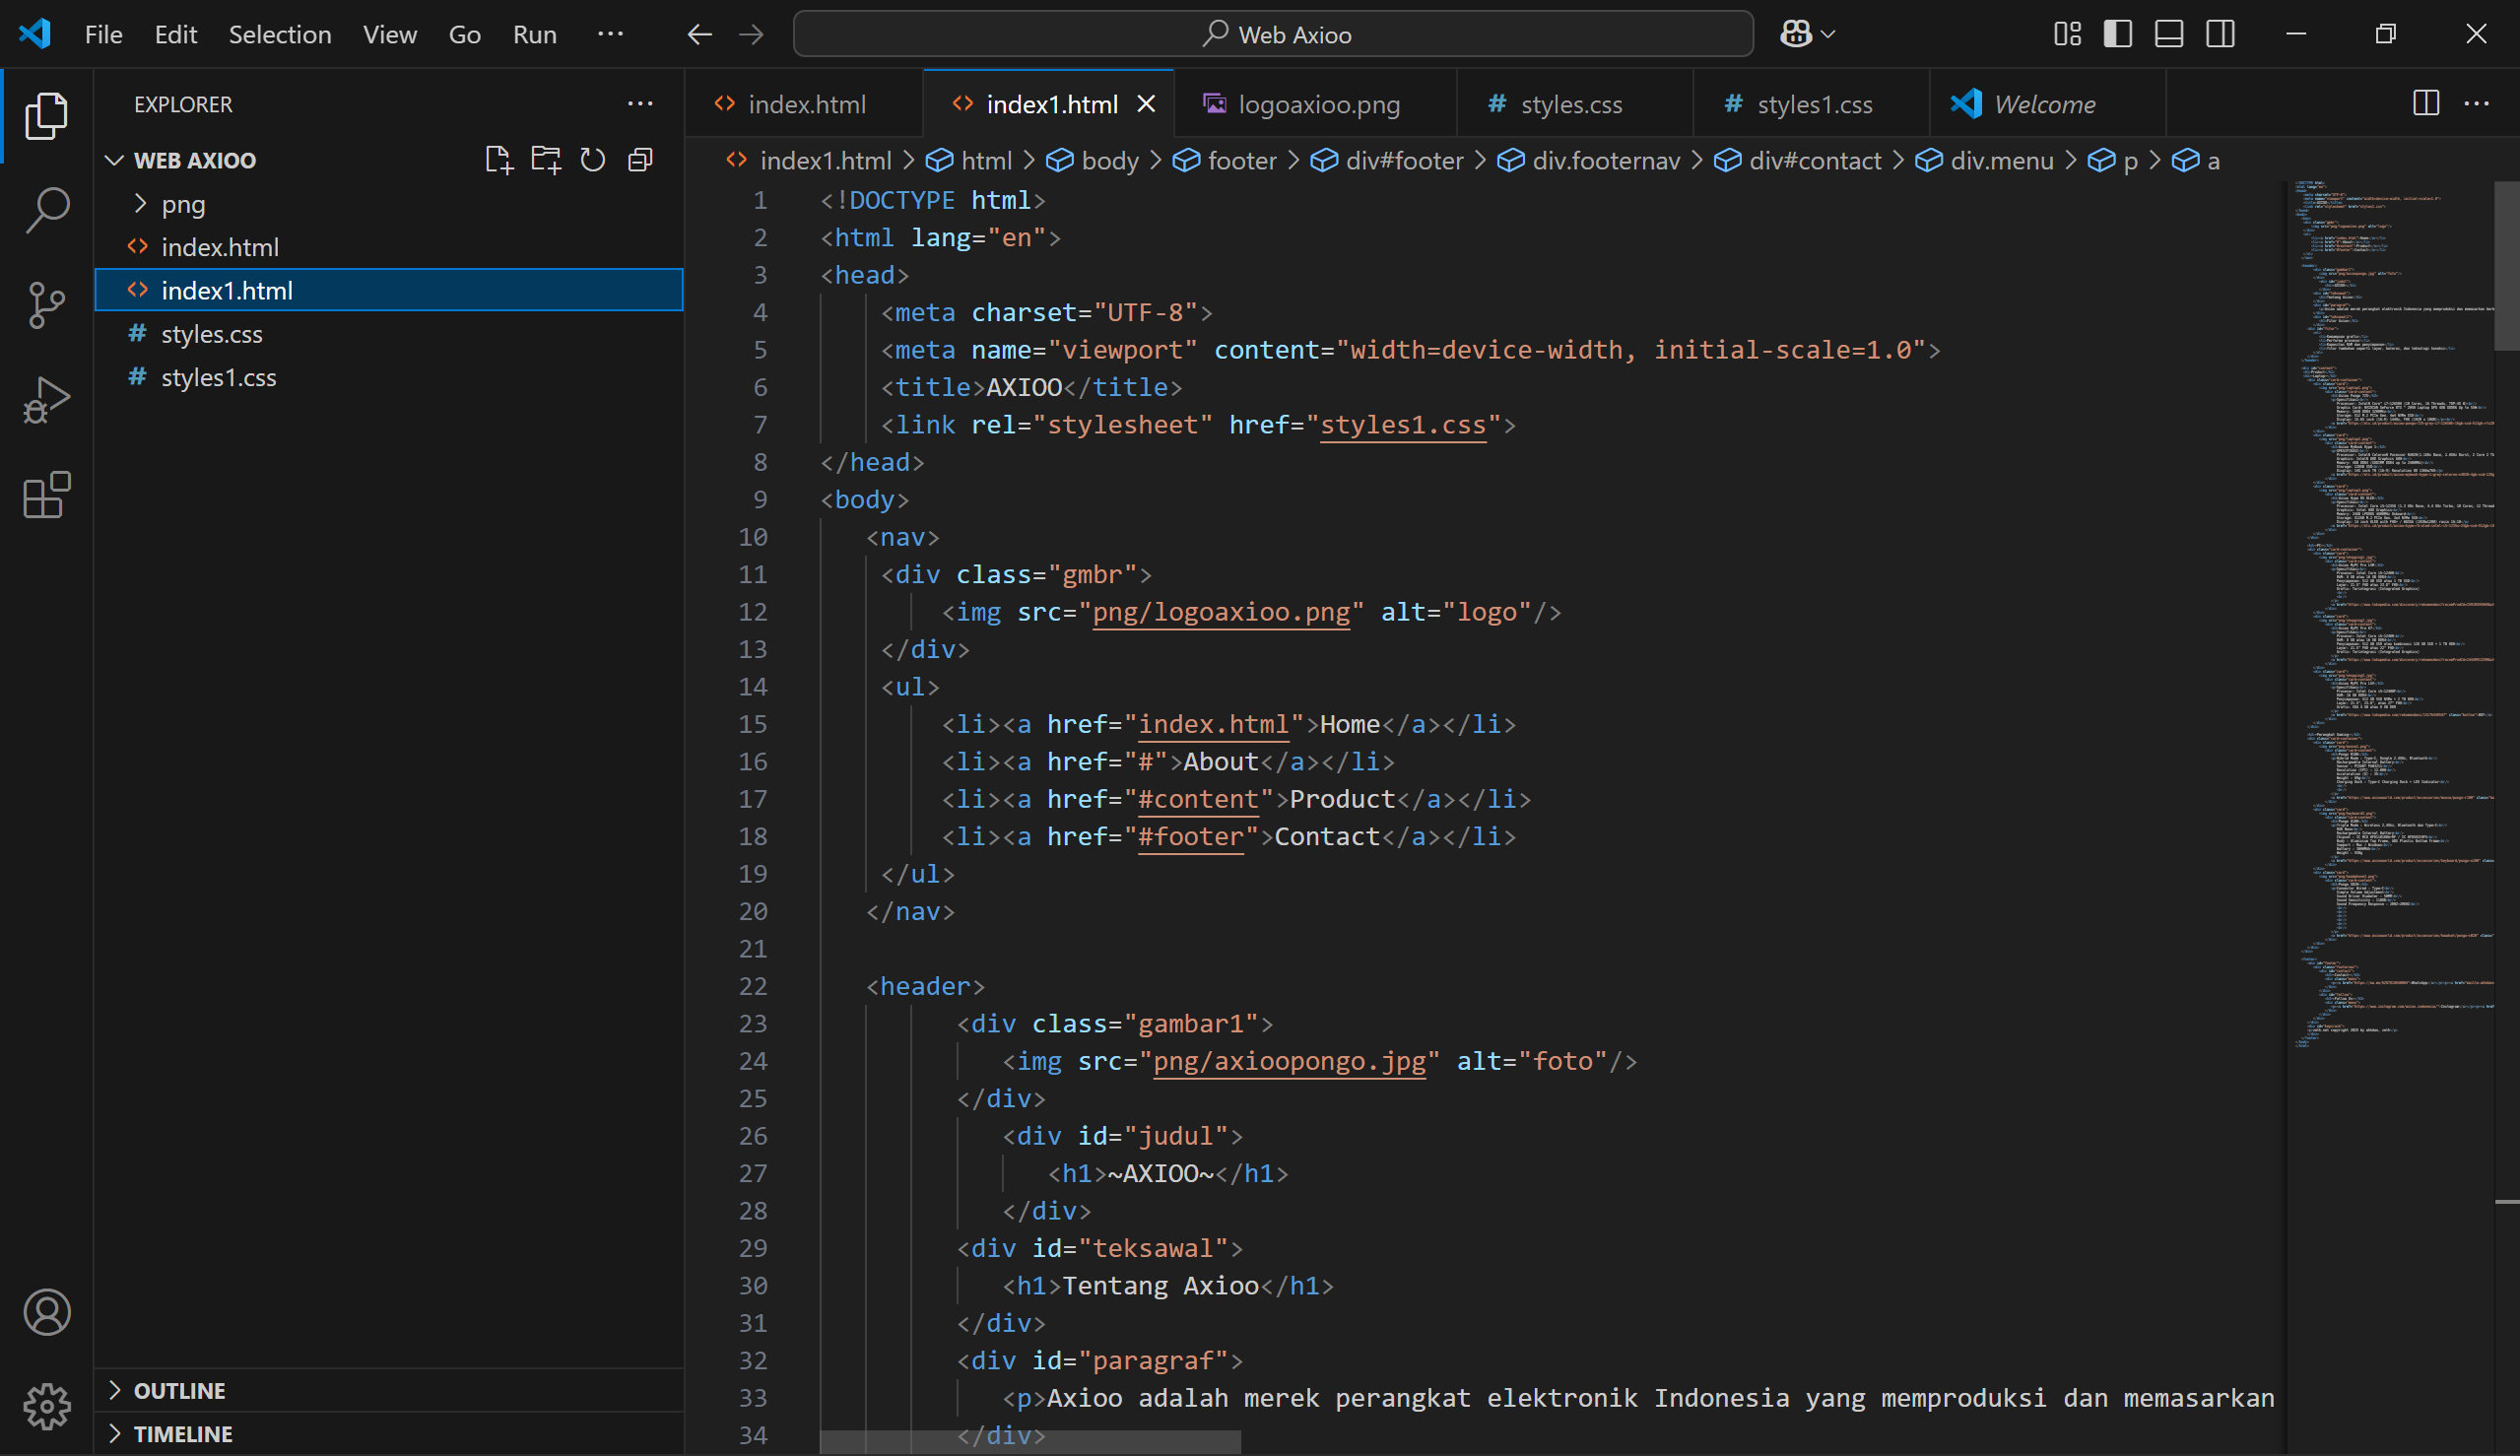 File Edit Selection View Go Run ... Web Axioo
EXPLORER ...
WEB AXIOO
png
index.html
index1.html
styles.css
styles1.css
OUTLINE
TIMELINE
index.html index1.html logoaxioo.png styles.css styles1.css Welcome
index1.html > html > body > footer > div#footer > div.footernav > div#contact > div.menu > p > a
1 <!DOCTYPE html>
2 <html lang="en">
3 <head>
4 <meta charset="UTF-8">
5 <meta name="viewport" content="width=device-width, initial-scale=1.0">
6 <title>AXIOO</title>
7 <link rel="stylesheet" href="styles1.css">
8 </head>
9 <body>
10 <nav>
11 <div class="gmbr">
12 <img src="png/logoaxioo.png" alt="logo"/>
13 </div>
14 <ul>
15 <li><a href="index.html">Home</a></li>
16 <li><a href="#">About</a></li>
17 <li><a href="#content">Product</a></li>
18 <li><a href="#footer">Contact</a></li>
19 </ul>
20 </nav>
21
22 <header>
23 <div class="gambar1">
24 <img src="png/axioopongo.jpg" alt="foto"/>
25 </div>
26 <div id="judul">
27 <h1>~AXIOO~</h1>
28 </div>
29 <div id="teksawal">
30 <h1>Tentang Axioo</h1>
31 </div>
32 <div id="paragraf">
33 <p>Axioo adalah merek perangkat elektronik Indonesia yang memproduksi dan memasarkan
34 </div>